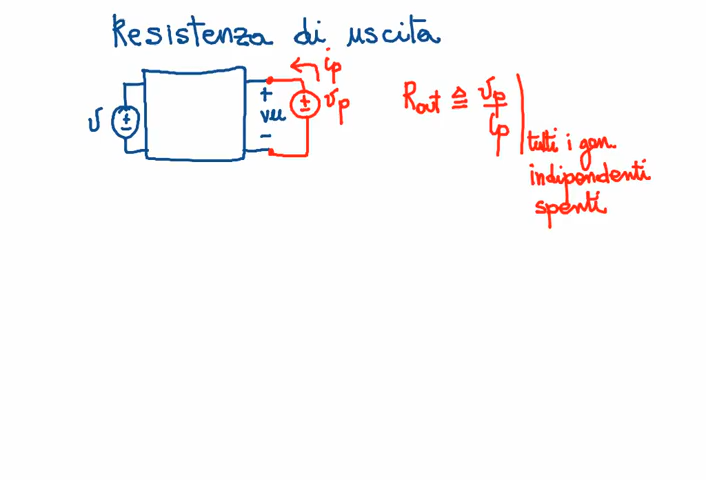 Resistenza di uscita
ip
+
v
+
-
vu
+
-
vp
-
Rout ≜ vp/ip |
tutti i gen.
indipendenti
spenti